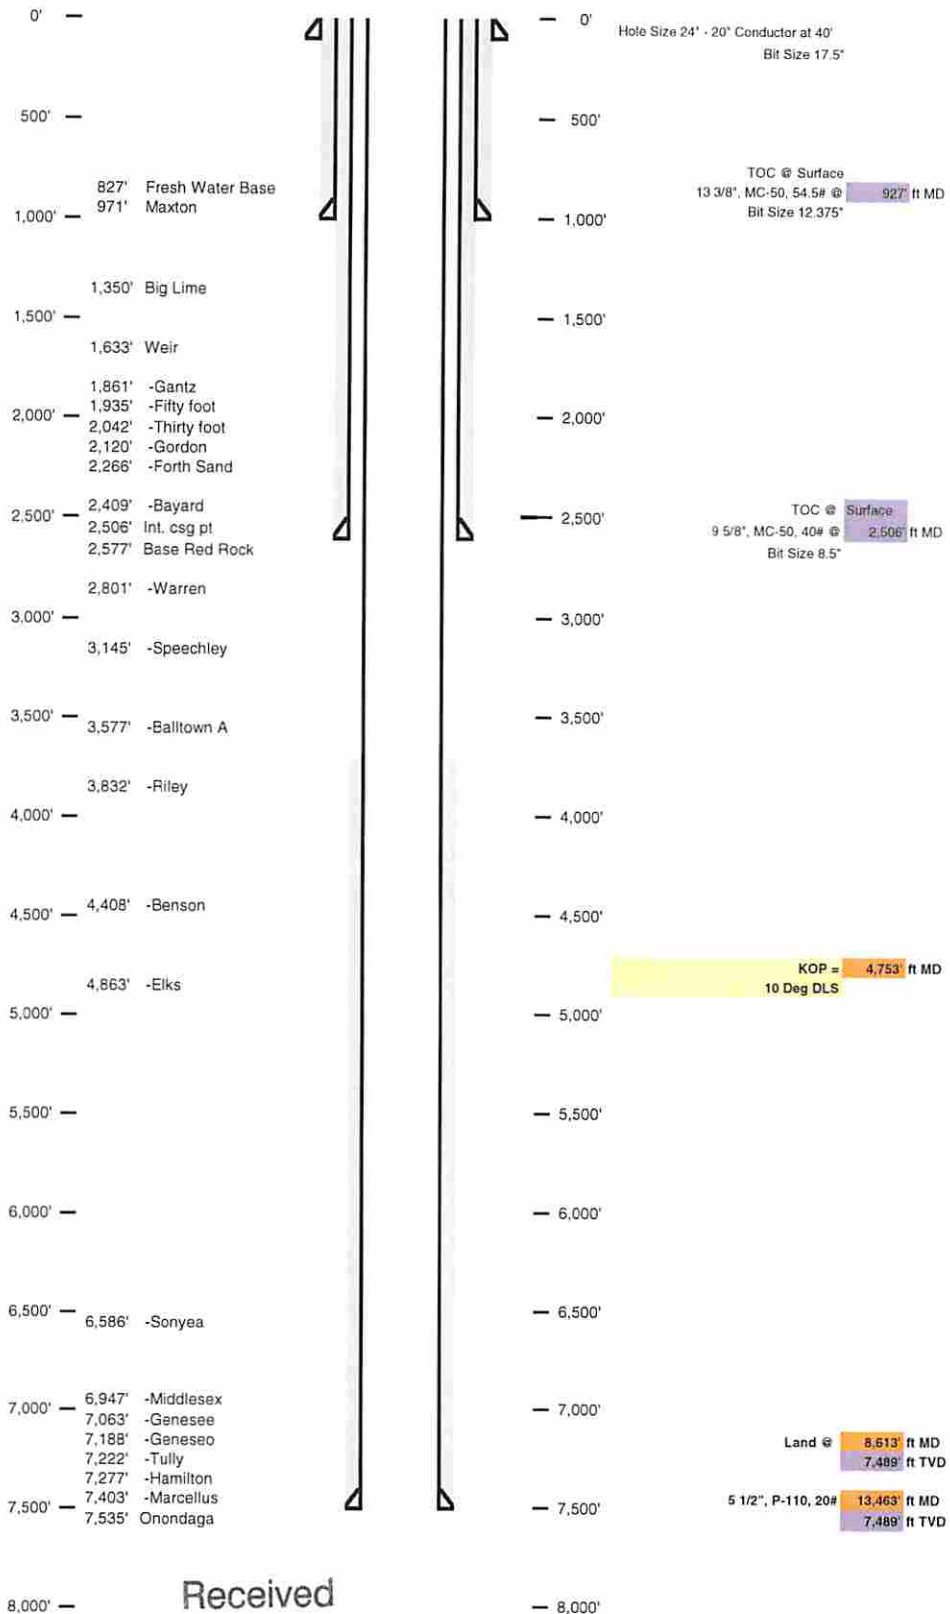 0'
0'
Hole Size 24" - 20" Conductor at 40'
Bit Size 17.5"
500'
500'
TOC @ Surface
827' Fresh Water Base
13 3/8", MC-50, 54.5# @ 927' ft MD
971' Maxton
Bit Size 12.375"
1,000'
1,000'
1,350' Big Lime
1,500'
1,500'
1,633' Weir
1,861' -Gantz
1,935' -Fifty foot
2,000'
2,000'
2,042' -Thirty foot
2,120' -Gordon
2,266' -Forth Sand
2,409' -Bayard
TOC @ Surface
2,500'
2,500'
2,506' Int. csg pt
9 5/8", MC-50, 40# @ 2,506' ft MD
2,577' Base Red Rock
Bit Size 8.5"
2,801' -Warren
3,000'
3,000'
3,145' -Speechley
3,500'
3,500'
3,577' -Balltown A
3,832' -Riley
4,000'
4,000'
4,408' -Benson
4,500'
4,500'
KOP = 4,753' ft MD
4,863' -Elks
10 Deg DLS
5,000'
5,000'
5,500'
5,500'
6,000'
6,000'
6,500'
6,500'
6,586' -Sonyea
6,947' -Middlesex
7,000'
7,000'
7,063' -Genesee
7,188' -Geneseo
Land @ 8,613' ft MD
7,222' -Tully
7,489' ft TVD
7,277' -Hamilton
7,403' -Marcellus
5 1/2", P-110, 20# 13,463' ft MD
7,500'
7,500'
7,535' Onondaga
7,489' ft TVD
Received
8,000'
8,000'